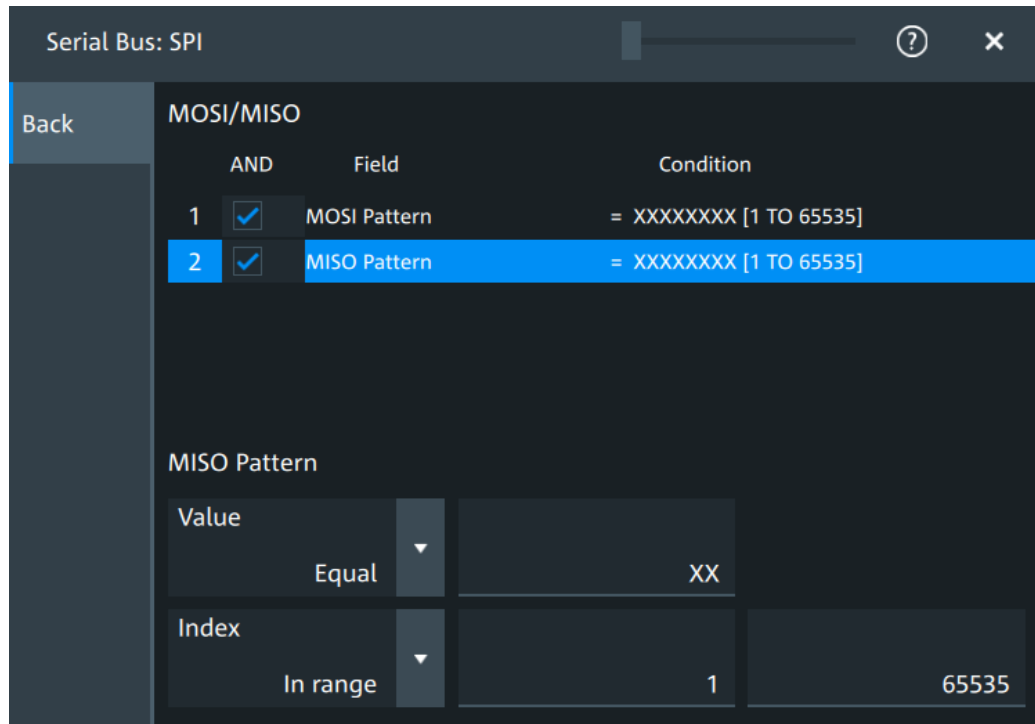 Serial Bus: SPI ?
Back
MOSI/MISO
AND Field Condition
1 MOSI Pattern = XXXXXXXX [1 TO 65535]
2 MISO Pattern = XXXXXXXX [1 TO 65535]
MISO Pattern
Value
Equal XX
Index
In range 1 65535